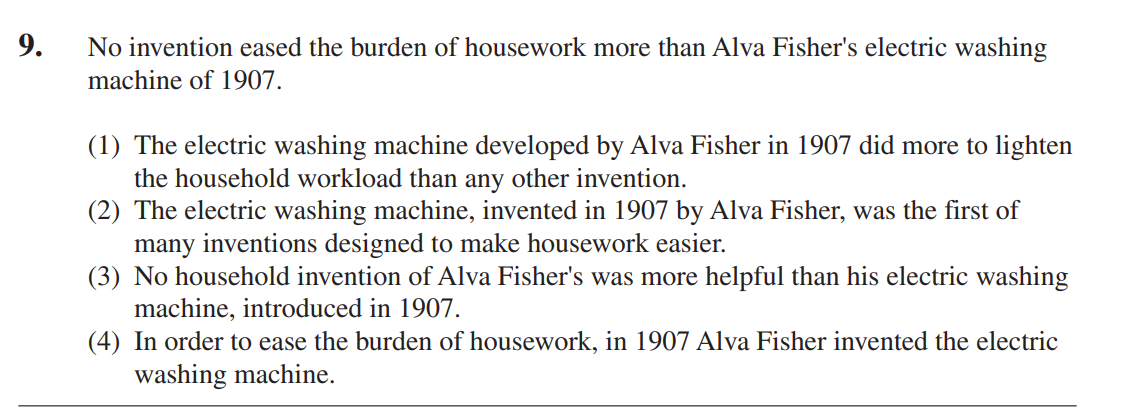 9. No invention eased the burden of housework more than Alva Fisher's electric washing
machine of 1907.
(1) The electric washing machine developed by Alva Fisher in 1907 did more to lighten
the household workload than any other invention.
(2) The electric washing machine, invented in 1907 by Alva Fisher, was the first of
many inventions designed to make housework easier.
(3) No household invention of Alva Fisher's was more helpful than his electric washing
machine, introduced in 1907.
(4) In order to ease the burden of housework, in 1907 Alva Fisher invented the electric
washing machine.